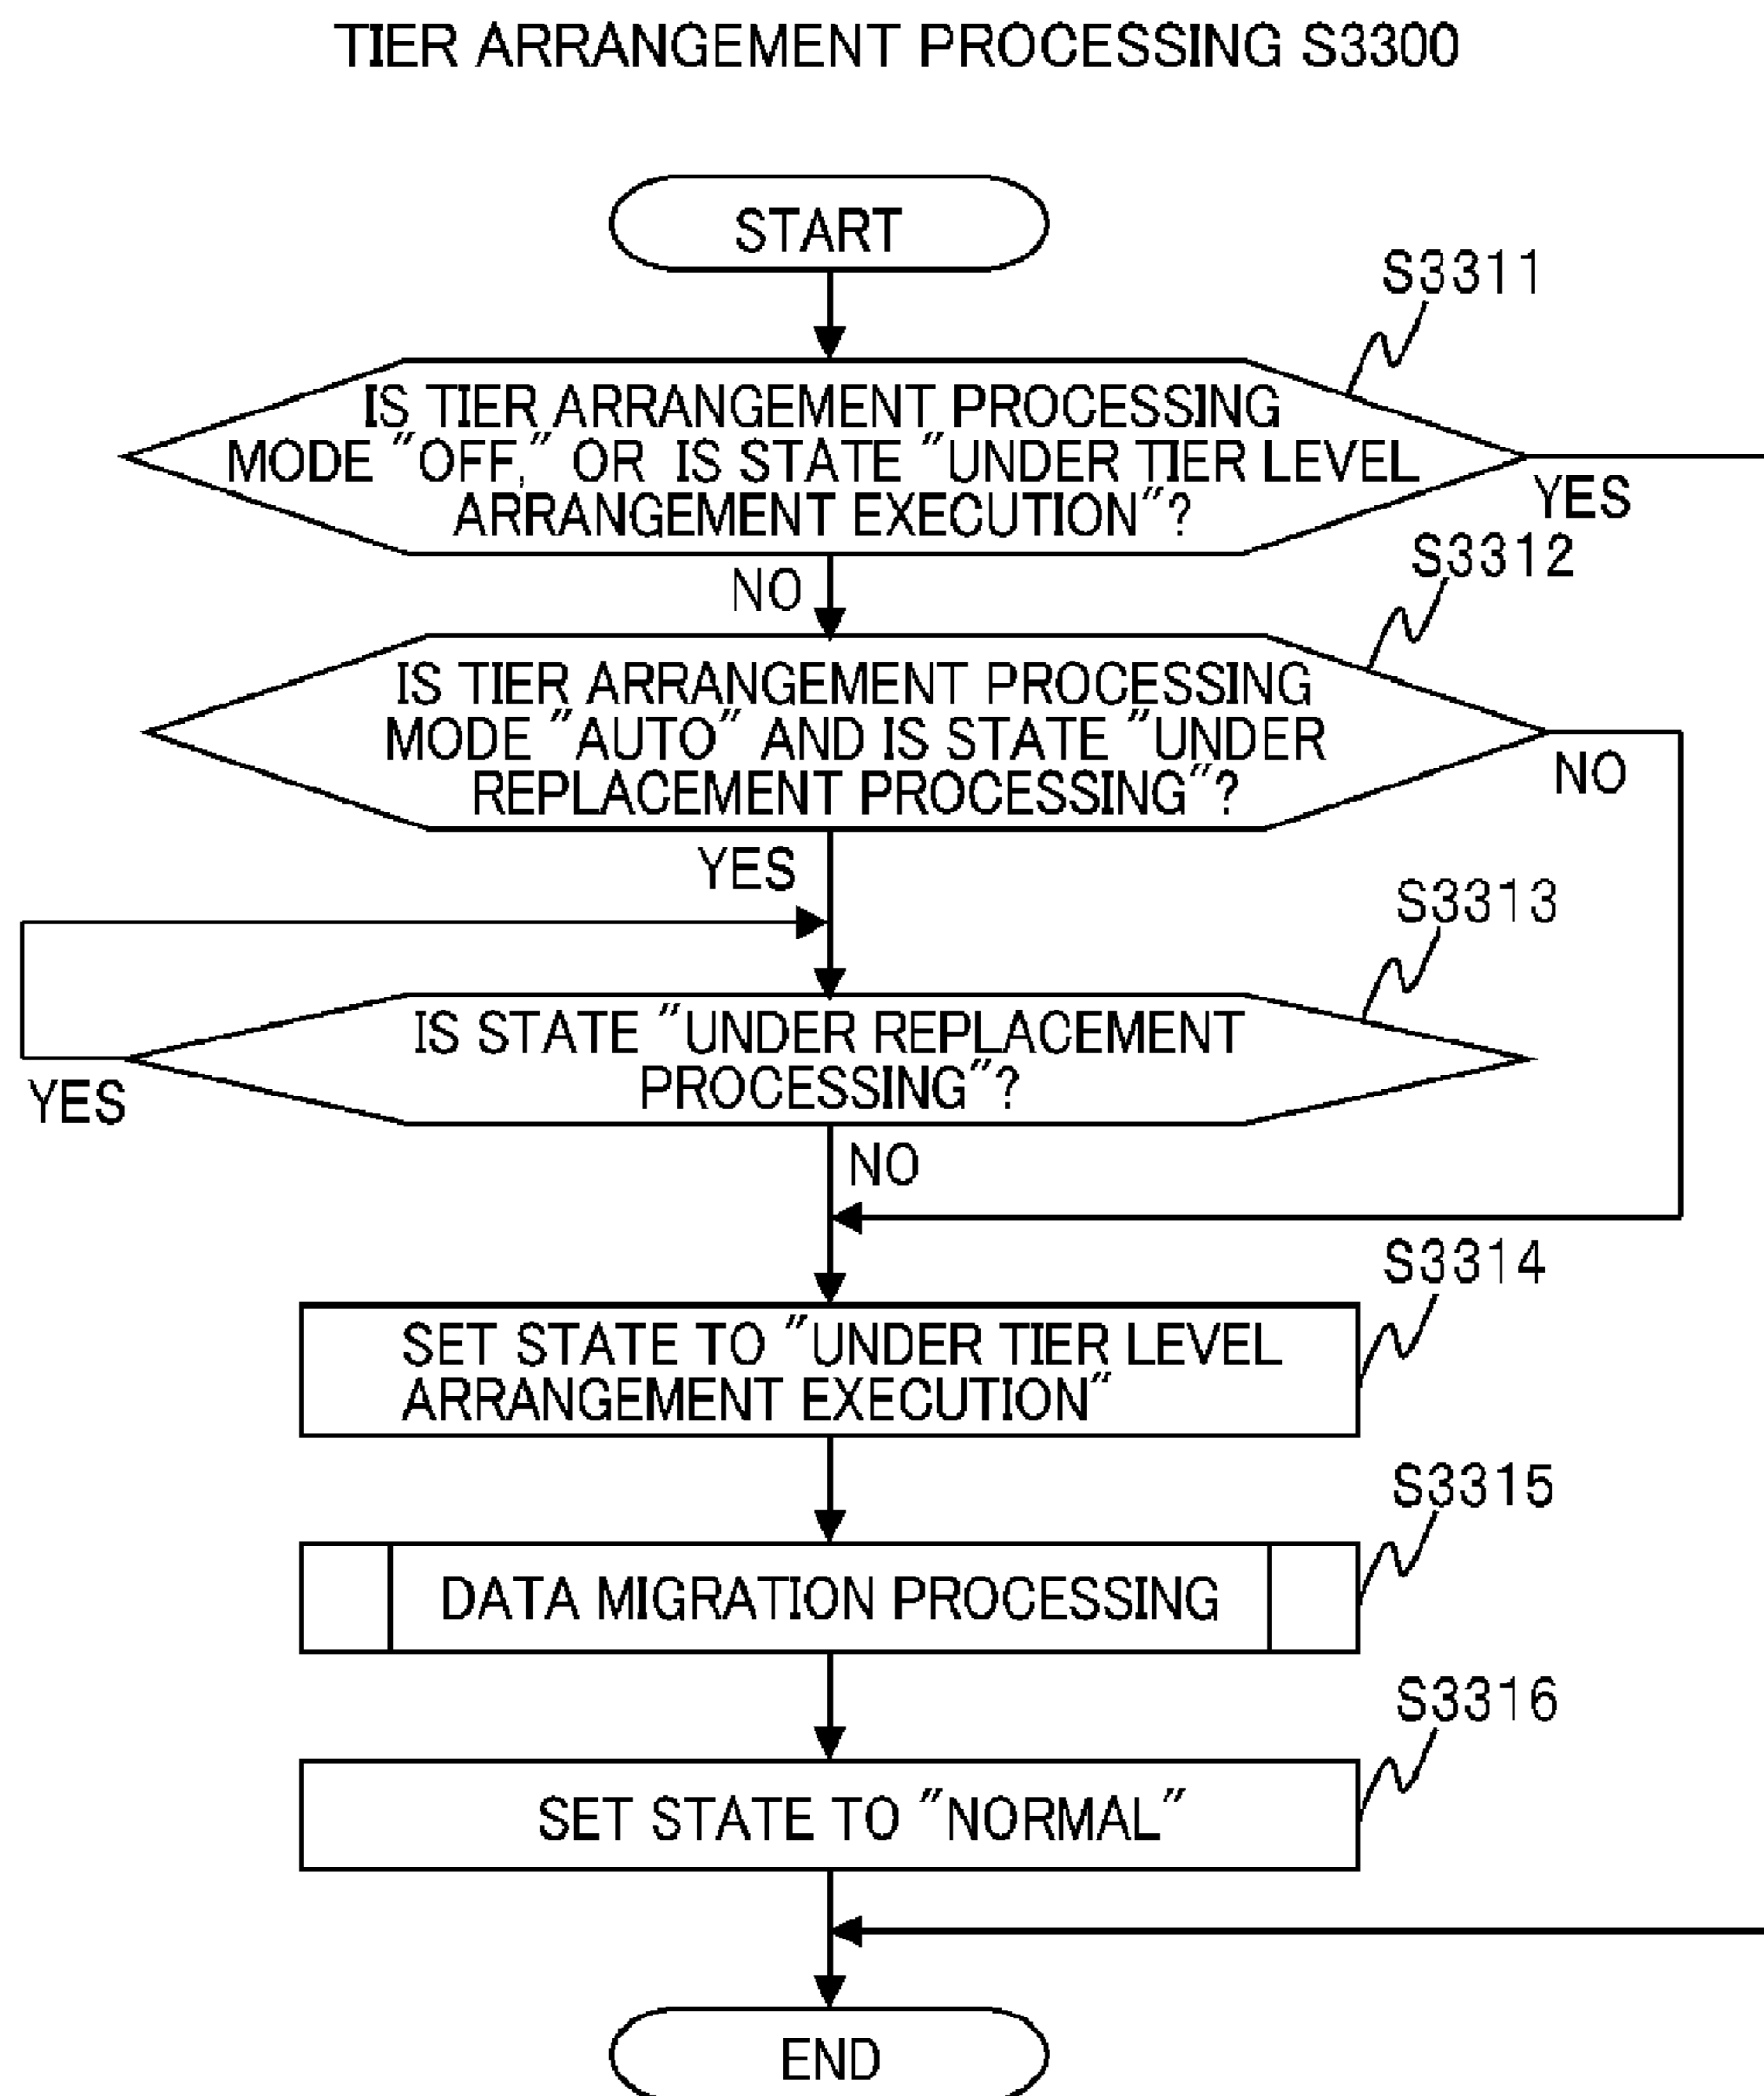 TIER ARRANGEMENT PROCESSING S3300
START
S3311
IS TIER ARRANGEMENT PROCESSING
MODE "OFF," OR IS STATE "UNDER TIER LEVEL
ARRANGEMENT EXECUTION"?
YES
NO
S3312
IS TIER ARRANGEMENT PROCESSING
MODE "AUTO" AND IS STATE "UNDER
REPLACEMENT PROCESSING"?
NO
YES
S3313
IS STATE "UNDER REPLACEMENT
PROCESSING"?
YES
NO
S3314
SET STATE TO "UNDER TIER LEVEL
ARRANGEMENT EXECUTION"
S3315
DATA MIGRATION PROCESSING
S3316
SET STATE TO "NORMAL"
END